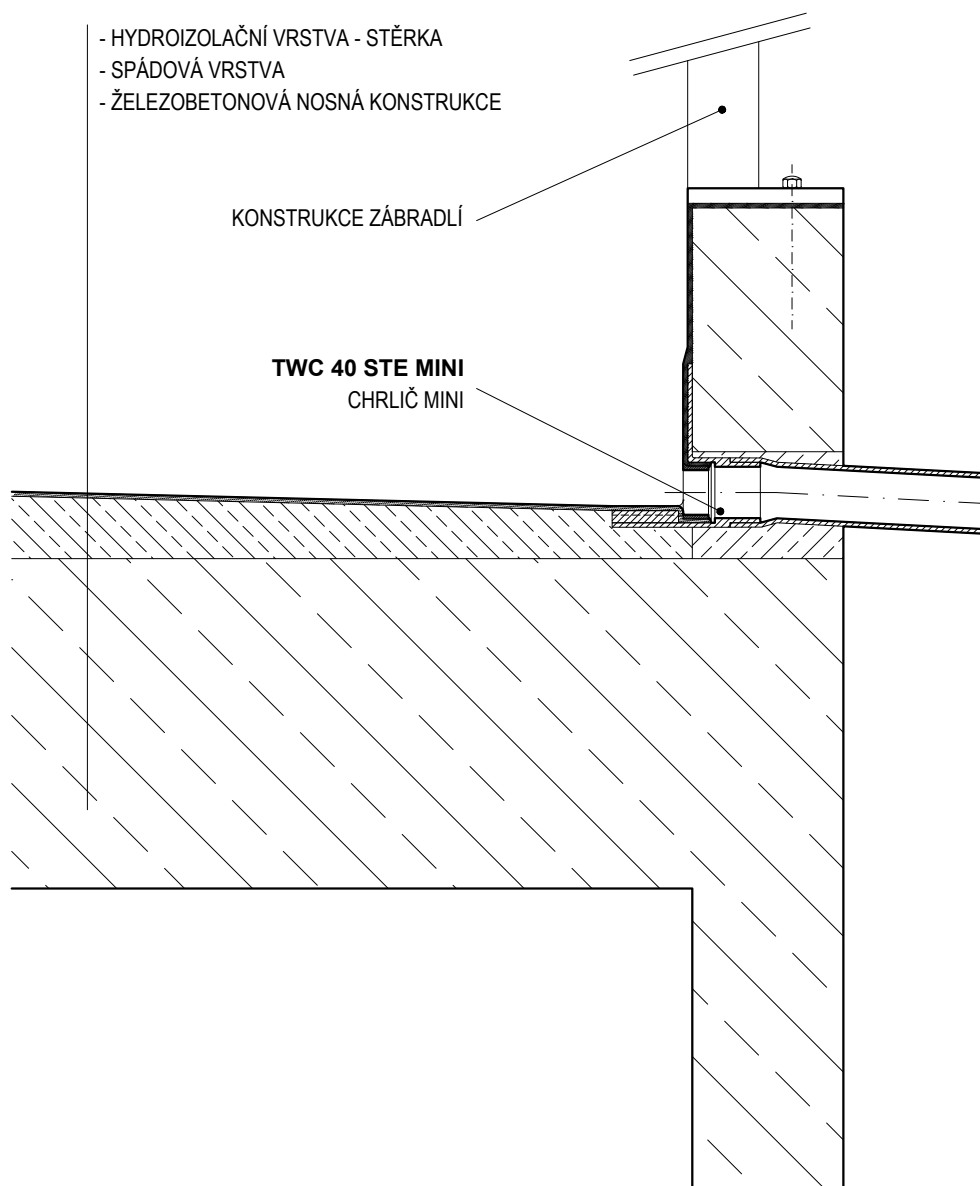 - HYDROIZOLAČNÍ VRSTVA - STĚRKA
- SPÁDOVÁ VRSTVA
- ŽELEZOBETONOVÁ NOSNÁ KONSTRUKCE
KONSTRUKCE ZÁBRADLÍ
TWC 40 STE MINI
CHRLIČ MINI